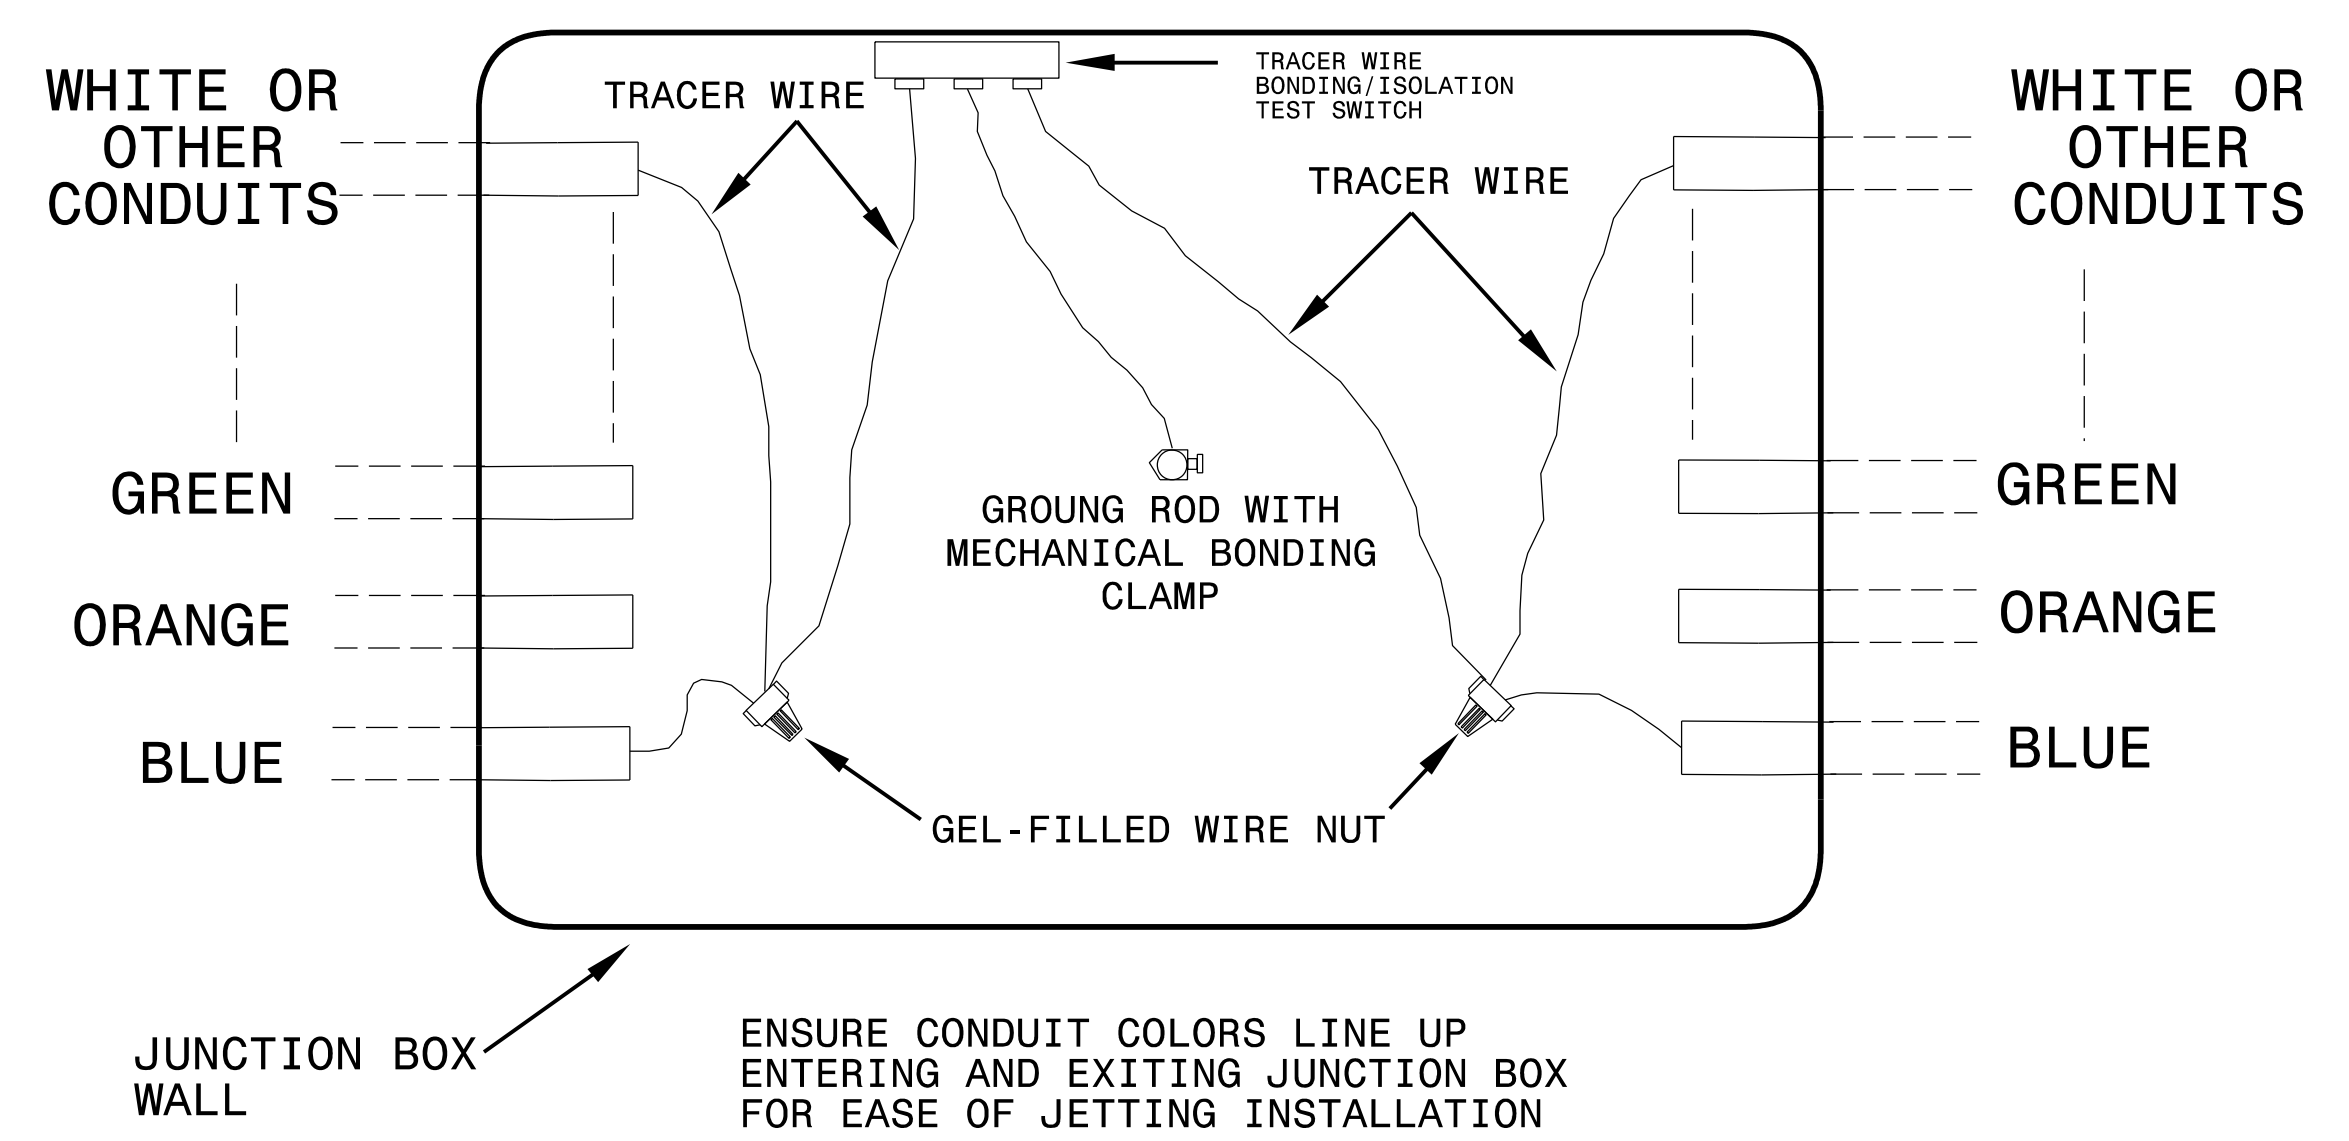 WHITE OR
OTHER
CONDUITS
GREEN
ORANGE
BLUE
TRACER WIRE
TRACER WIRE
BONDING/ISOLATION
TEST SWITCH
TRACER WIRE
GROUNG ROD WITH
MECHANICAL BONDING
CLAMP
GEL-FILLED WIRE NUT
WHITE OR
OTHER
CONDUITS
GREEN
ORANGE
BLUE
JUNCTION BOX
WALL
ENSURE CONDUIT COLORS LINE UP
ENTERING AND EXITING JUNCTION BOX
FOR EASE OF JETTING INSTALLATION